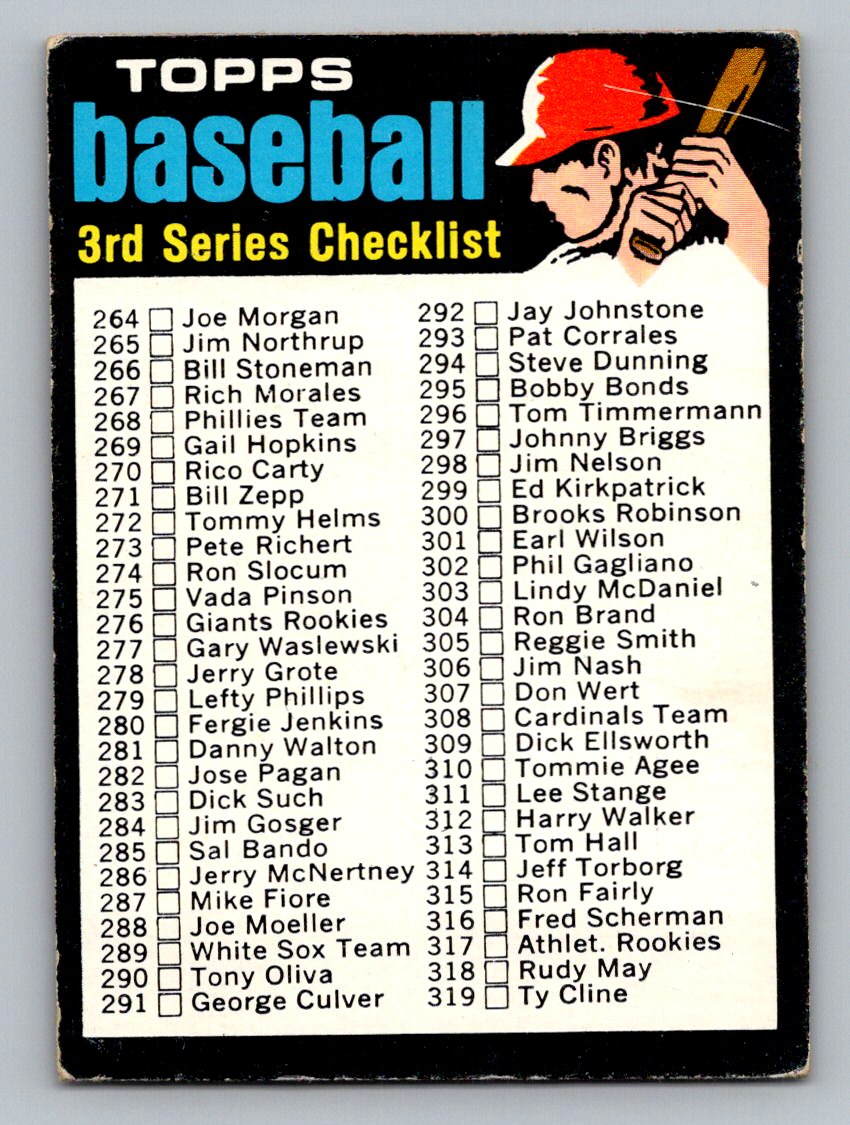 TOPPS
baseball
3rd Series Checklist
264 Joe Morgan
265 Jim Northrup
266 Bill Stoneman
267 Rich Morales
268 Phillies Team
269 Gail Hopkins
270 Rico Carty
271 Bill Zepp
272 Tommy Helms
273 Pete Richert
274 Ron Slocum
275 Vada Pinson
276 Giants Rookies
277 Gary Waslewski
278 Jerry Grote
279 Lefty Phillips
280 Fergie Jenkins
281 Danny Walton
282 Jose Pagan
283 Dick Such
284 Jim Gosger
285 Sal Bando
286 Jerry McNertney
287 Mike Fiore
288 Joe Moeller
289 White Sox Team
290 Tony Oliva
291 George Culver
292 Jay Johnstone
293 Pat Corrales
294 Steve Dunning
295 Bobby Bonds
296 Tom Timmermann
297 Johnny Briggs
298 Jim Nelson
299 Ed Kirkpatrick
300 Brooks Robinson
301 Earl Wilson
302 Phil Gagliano
303 Lindy McDaniel
304 Ron Brand
305 Reggie Smith
306 Jim Nash
307 Don Wert
308 Cardinals Team
309 Dick Ellsworth
310 Tommie Agee
311 Lee Stange
312 Harry Walker
313 Tom Hall
314 Jeff Torborg
315 Ron Fairly
316 Fred Scherman
317 Athlet. Rookies
318 Rudy May
319 Ty Cline